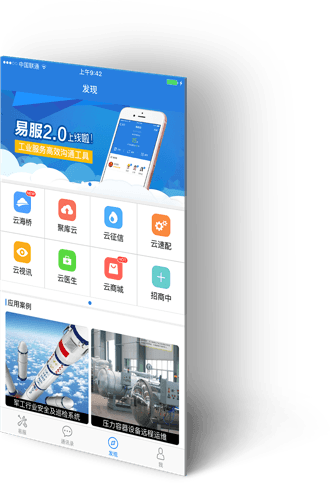 中国联通
上午9:42
发现
易服2.0上线啦!
工业服务高效沟通工具
云海桥
聚库云
云征信
云速配
云视讯
云医生
云商城
招商中
应用案例
军工行业安全及巡检系统
压力容器设备远程运维
通讯录
发现
我